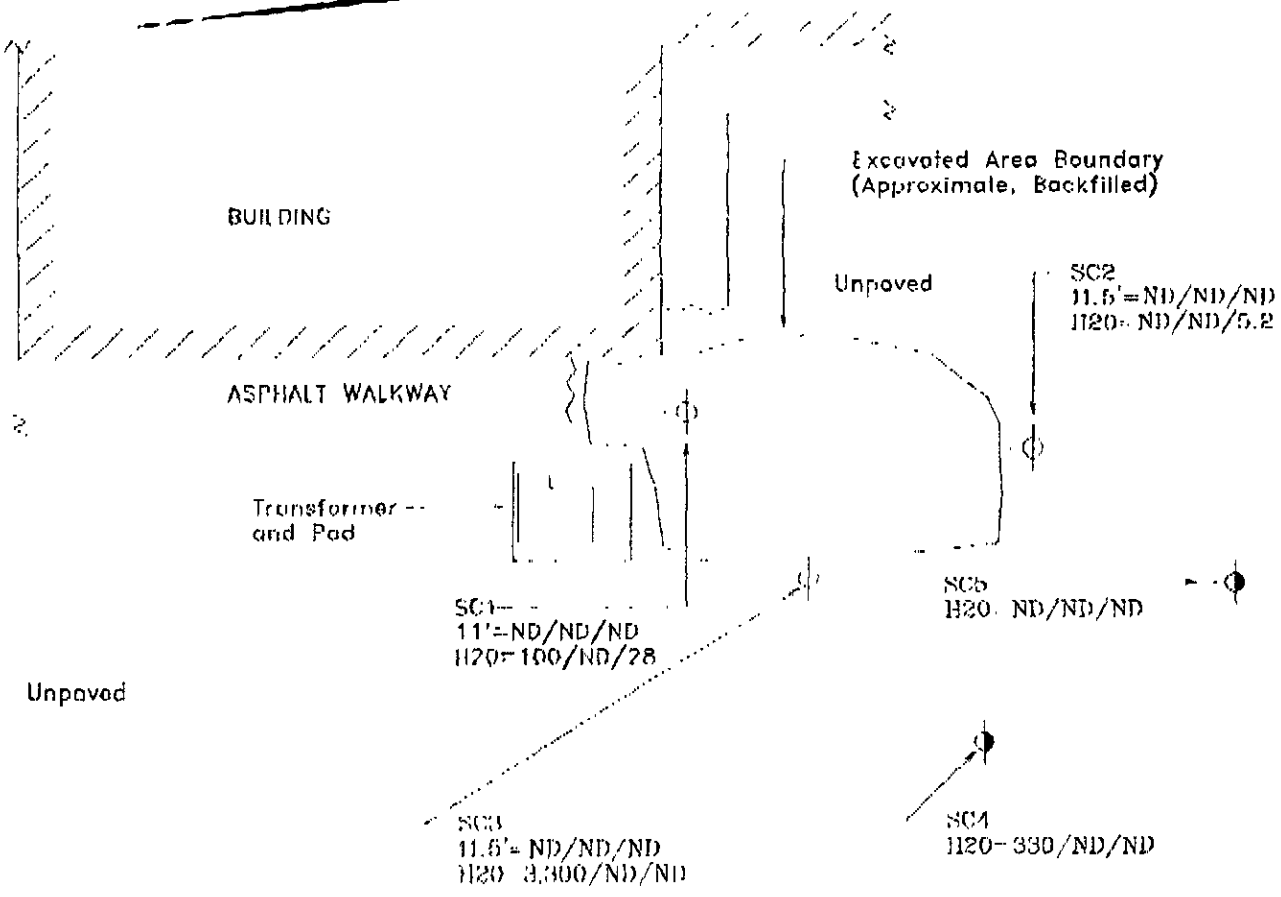 Excavated Area Boundary
(Approximate, Backfilled)
BUILDING
Unpaved
SC2
11.5'=ND/ND/ND
H20= ND/ND/5.2
ASPHALT WALKWAY
Transformer
and Pad
SC1
11'=ND/ND/ND
H20=100/ND/28
SC5
H20- ND/ND/ND
Unpaved
SC3
11.5'= ND/ND/ND
H20 3,300/ND/ND
SC4
H20-330/ND/ND